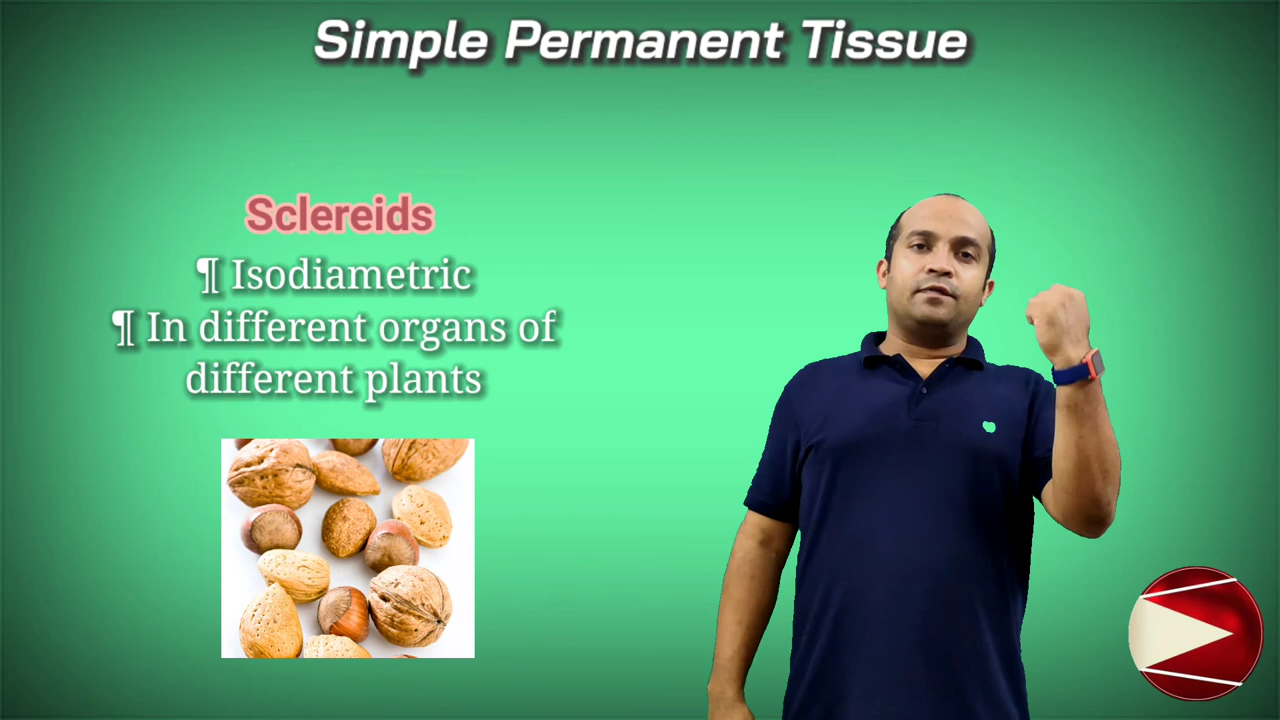 Simple Permanent Tissue
Sclereids
¶ Isodiametric
¶ In different organs of
different plants